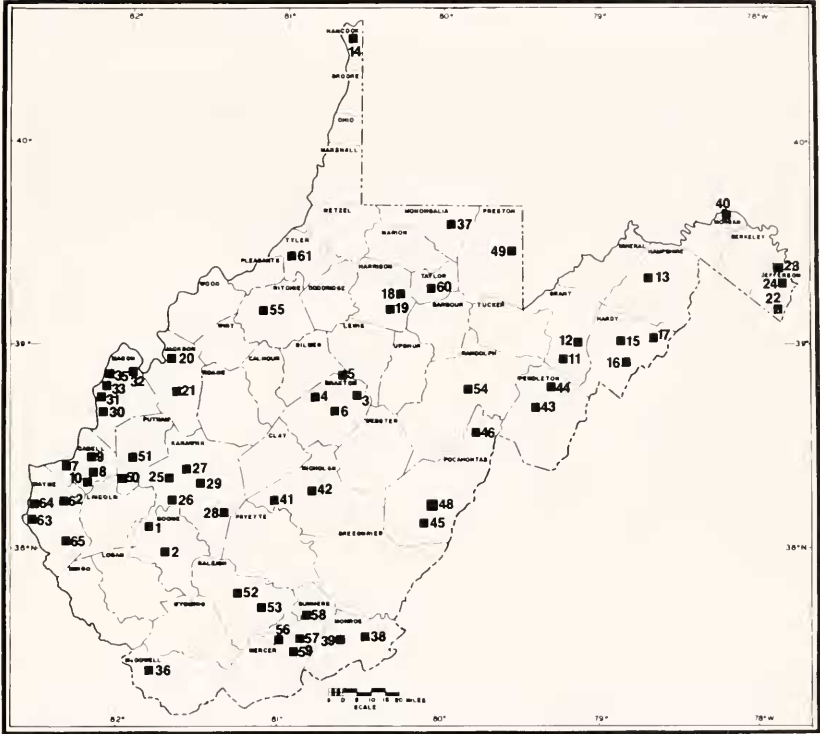 82° 81° 80° 79° 78°W
HANCOCK
14
BROOKE
40° 40°
OHIO
MARSHALL
WETZEL MONONGALIA PRESTON 40
37 MORGAN
MARION BERKELEY
TYLER 49 MINERAL HAMPSHIRE
PLEASANTS 61 HARRISON TAYLOR 23
WOOD RITCHIE DODDRIDGE 18 60 13 24 JEFFERSON
55 19 BARBOUR TUCKER GRANT 22
WIRT LEWIS HARDY
39° 39°
MASON JACKSON GILMER UPSHUR 12 15 17
20 ROANE CALHOUN RANDOLPH 11 16
35 32 5 PENDLETON
33 21 BRAXTON 54 44
31 4 3
30 6 43
PUTNAM WEBSTER
CLAY 46
CABELL KANAWHA
9 51 POCAHONTAS
7 8 27 NICHOLAS
WAYNE 10 50 25 29 42
64 62 LINCOLN 26 41 48
63 28 FAYETTE 45
1 BOONE GREENBRIER
65
38° 38°N
MINGO LOGAN 2 RALEIGH
52
WYOMING 53 SUMMERS
58 MONROE
56 57 39 38
MERCER 59
McDOWELL
36
5 0 5 10 15 20 MILES
SCALE
82° 81° 80° 79° 78°W